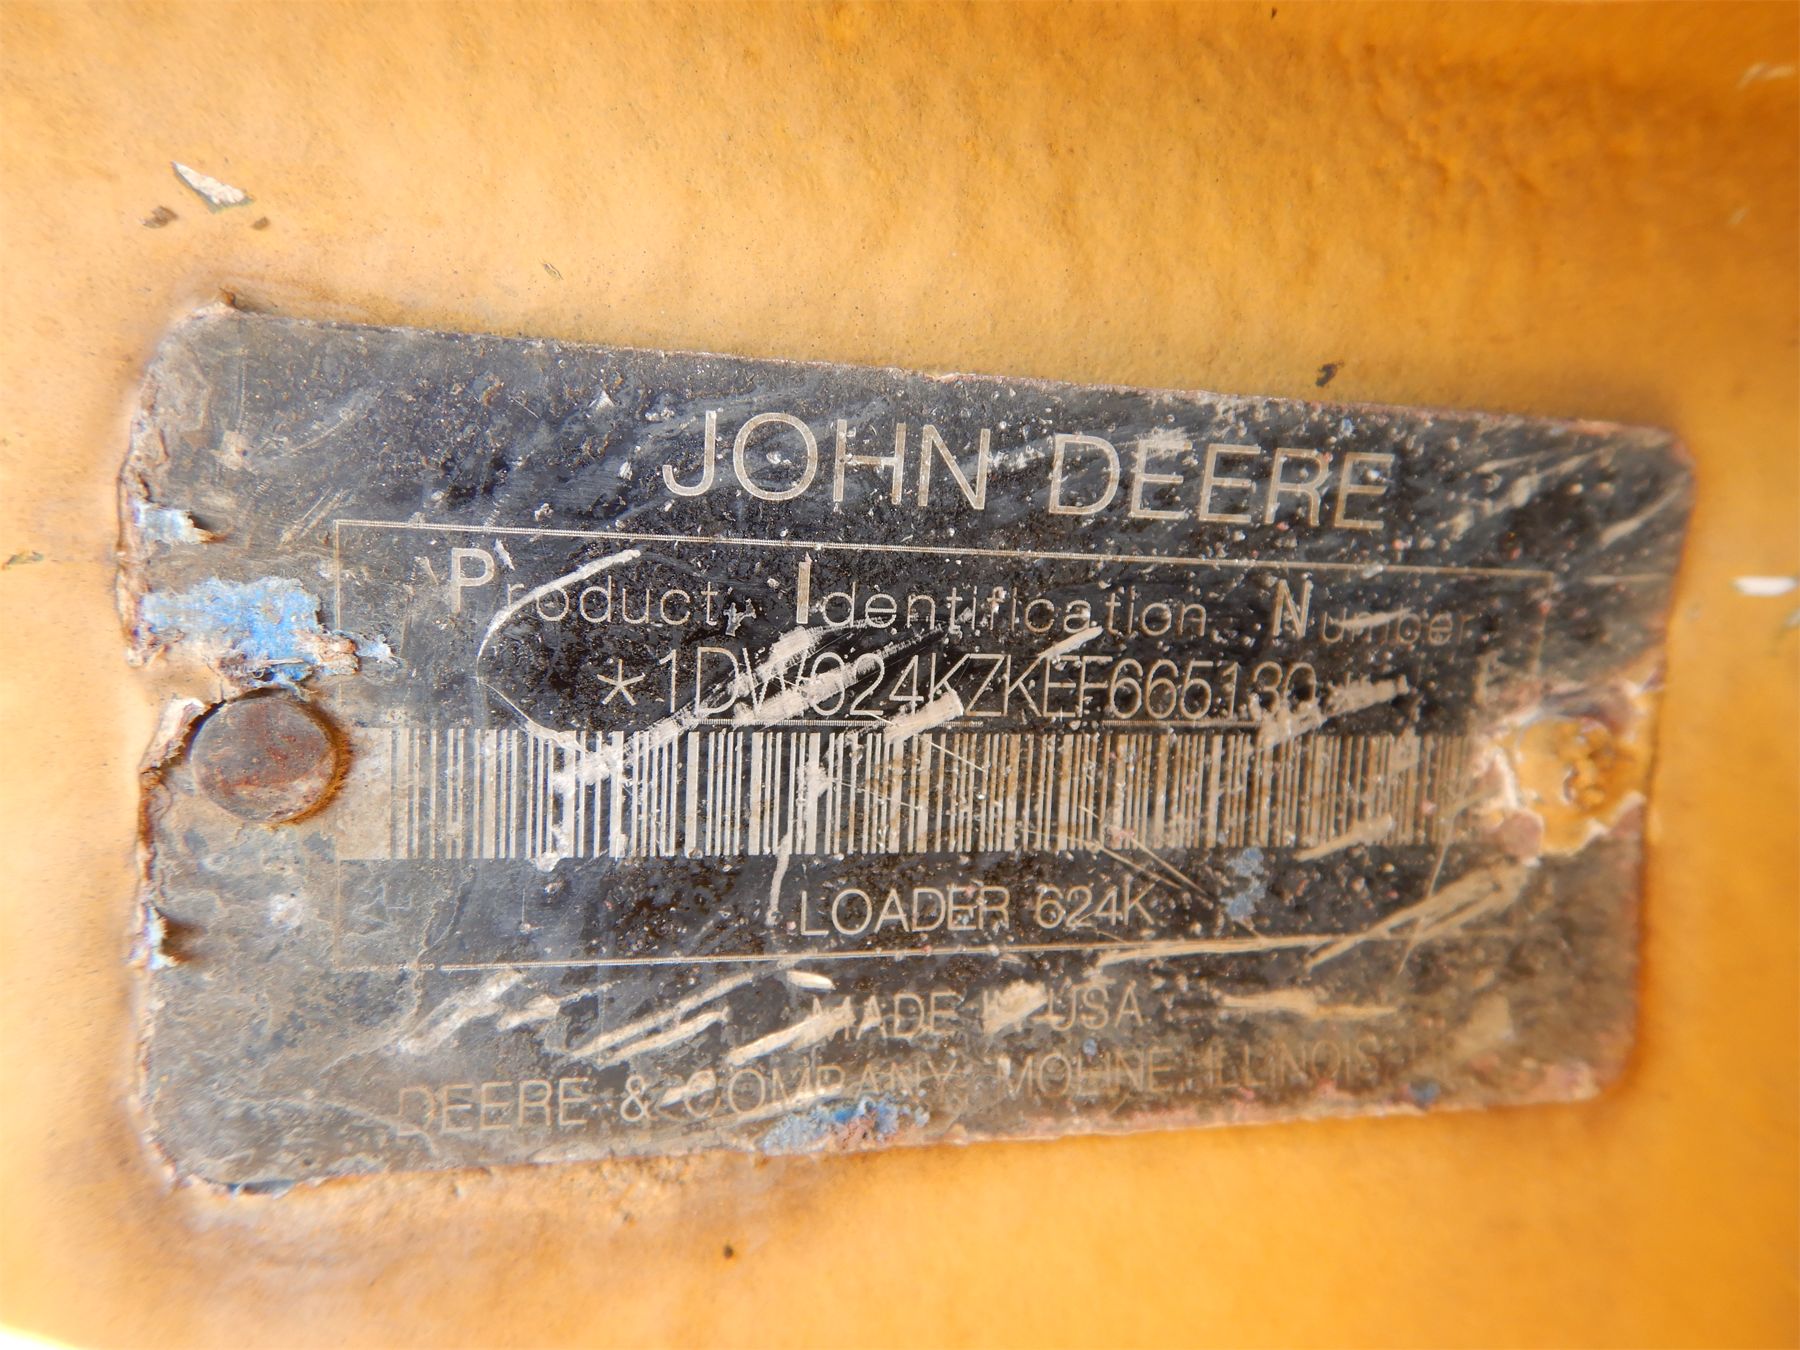 JOHN DEERE
Product Identification Number
*1DW624KZKEF665130*
LOADER 624K
MADE IN USA
DEERE & COMPANY MOLINE, ILLINOIS